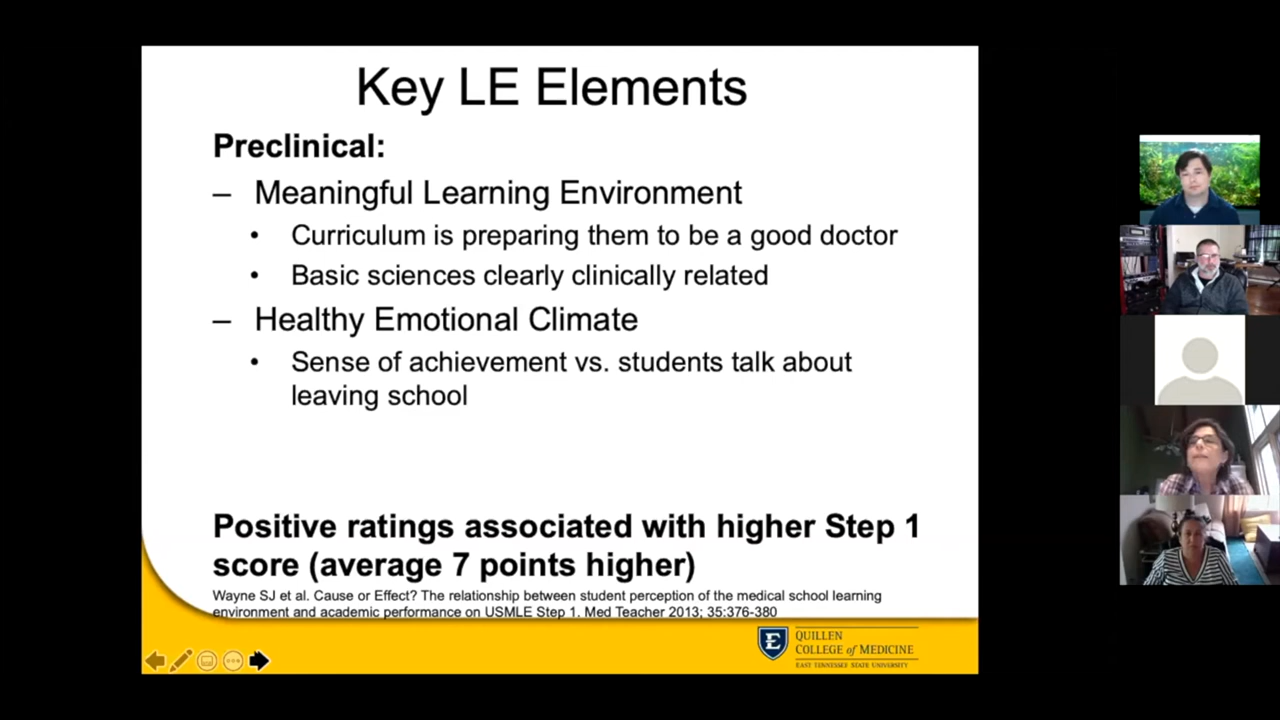 Key LE Elements
Preclinical:
– Meaningful Learning Environment
• Curriculum is preparing them to be a good doctor
• Basic sciences clearly clinically related
– Healthy Emotional Climate
• Sense of achievement vs. students talk about
leaving school
Positive ratings associated with higher Step 1
score (average 7 points higher)
Wayne SJ et al. Cause or Effect? The relationship between student perception of the medical school learning
environment and academic performance on USMLE Step 1. Med Teacher 2013; 35:376-380
E
QUILLEN
COLLEGE of MEDICINE
EAST TENNESSEE STATE UNIVERSITY